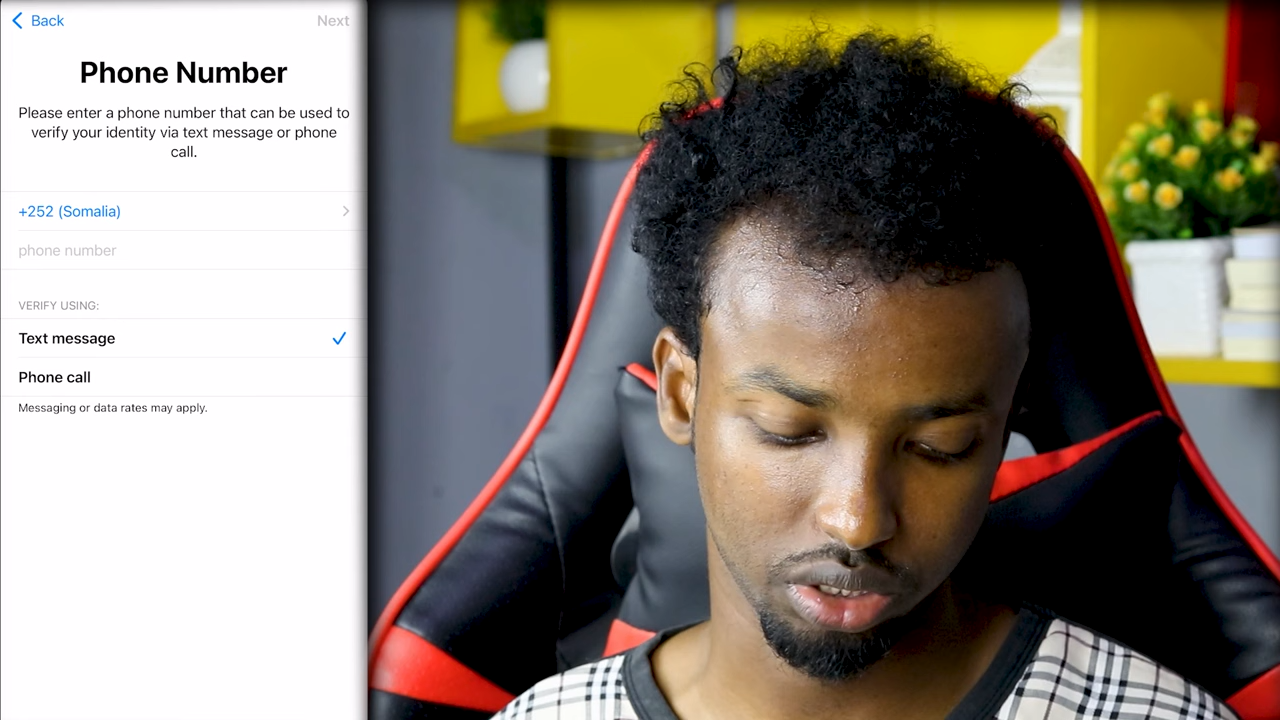 Back
Next
Phone Number
Please enter a phone number that can be used to
verify your identity via text message or phone
call.
+252 (Somalia)
phone number
VERIFY USING:
Text message
Phone call
Messaging or data rates may apply.